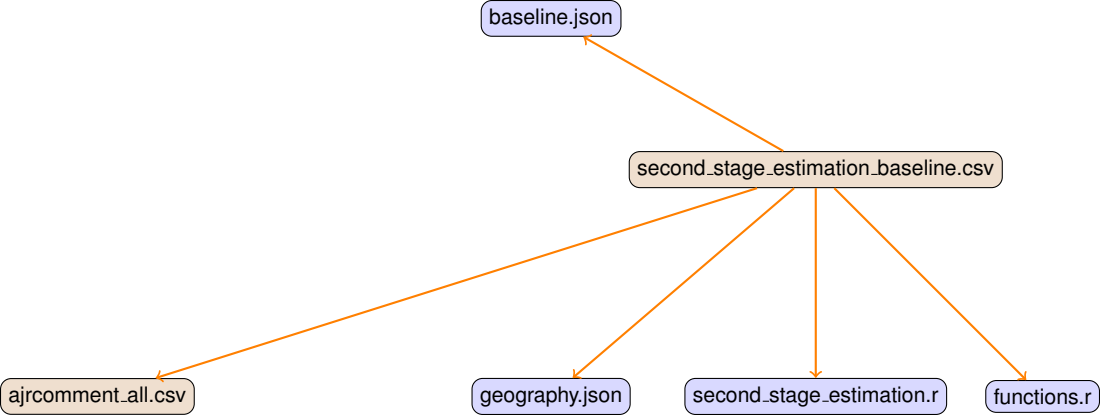 baseline.json
second_stage_estimation_baseline.csv
ajrcomment_all.csv
geography.json
second_stage_estimation.r
functions.r